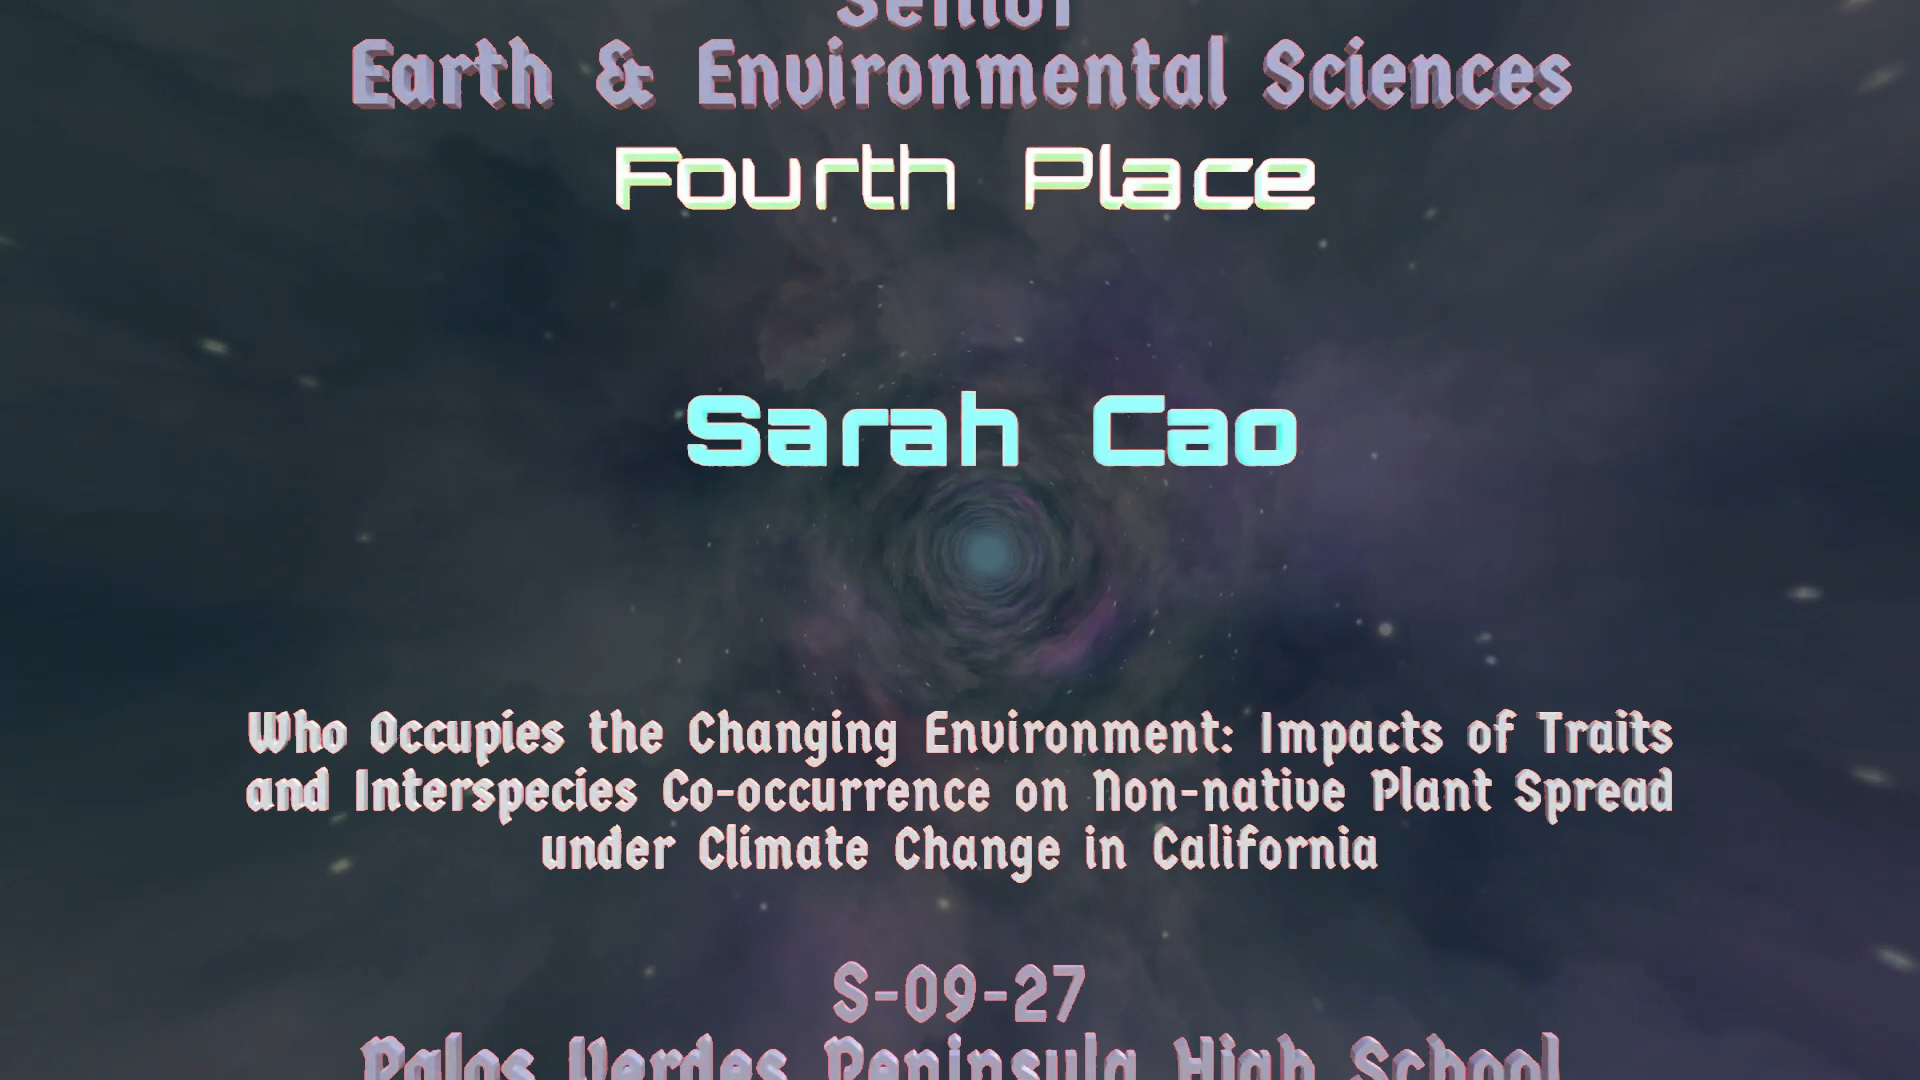 Senior
Earth & Environmental Sciences
Fourth Place
Sarah Cao
Who Occupies the Changing Environment: Impacts of Traits
and Interspecies Co-occurrence on Non-native Plant Spread
under Climate Change in California
S-09-27
Palos Verdes Peninsula High School